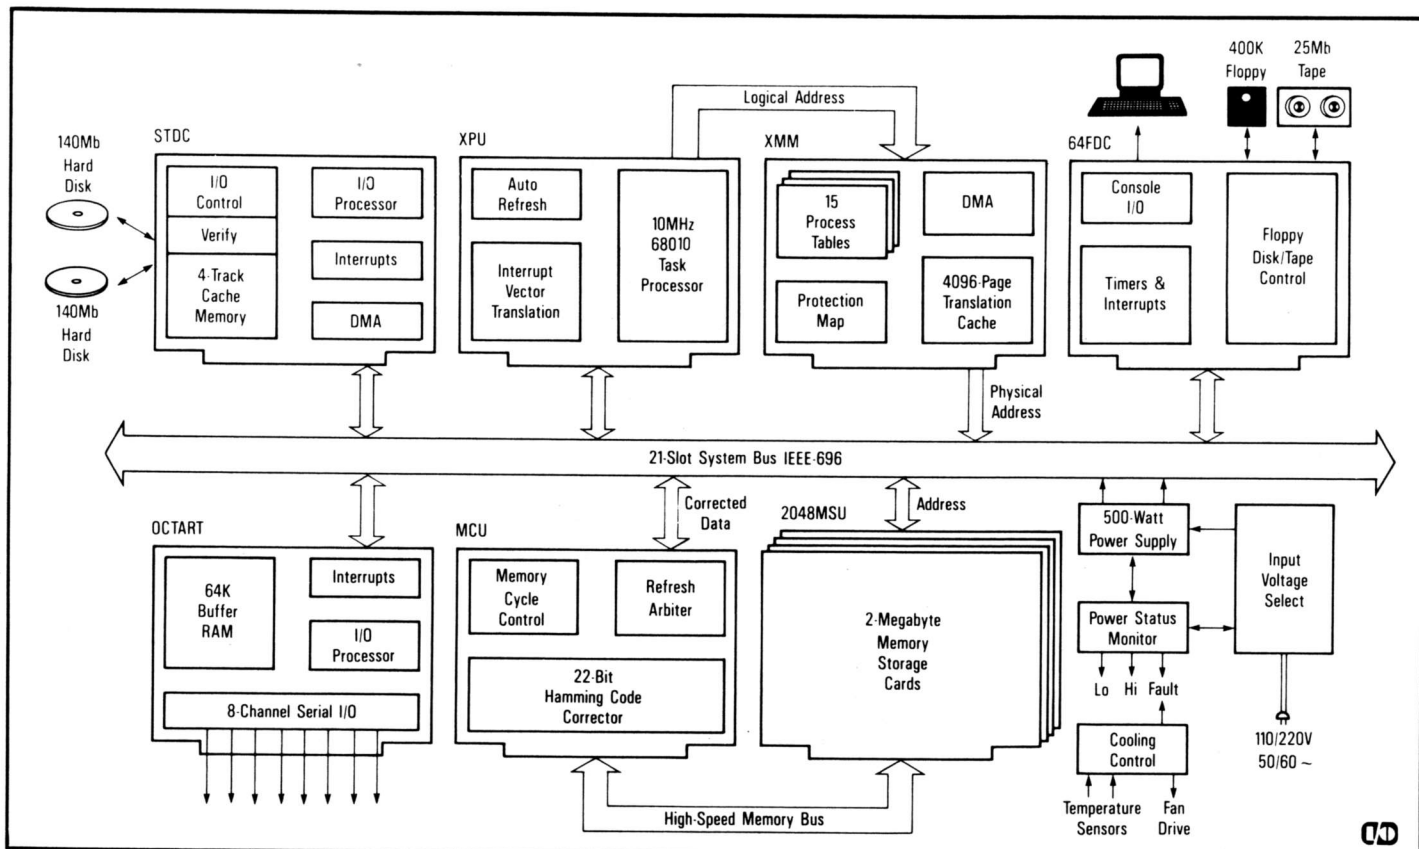 400K
Floppy
25Mb
Tape
Logical Address
STDC
XPU
XMM
64FDC
140Mb
Hard
Disk
140Mb
Hard
Disk
I/O
Control
Verify
4-Track
Cache
Memory
I/O
Processor
Interrupts
DMA
Auto
Refresh
Interrupt
Vector
Translation
10MHz
68010
Task
Processor
15
Process
Tables
DMA
Protection
Map
4096-Page
Translation
Cache
Console
I/O
Timers &
Interrupts
Floppy
Disk/Tape
Control
Physical
Address
21-Slot System Bus IEEE-696
Corrected
Data
Address
OCTART
MCU
2048MSU
64K
Buffer
RAM
Interrupts
I/O
Processor
8-Channel Serial I/O
Memory
Cycle
Control
Refresh
Arbiter
22-Bit
Hamming Code
Corrector
2-Megabyte
Memory
Storage
Cards
500-Watt
Power Supply
Input
Voltage
Select
Power Status
Monitor
Lo Hi Fault
Cooling
Control
110/220V
50/60 ~
Temperature
Sensors
Fan
Drive
High-Speed Memory Bus